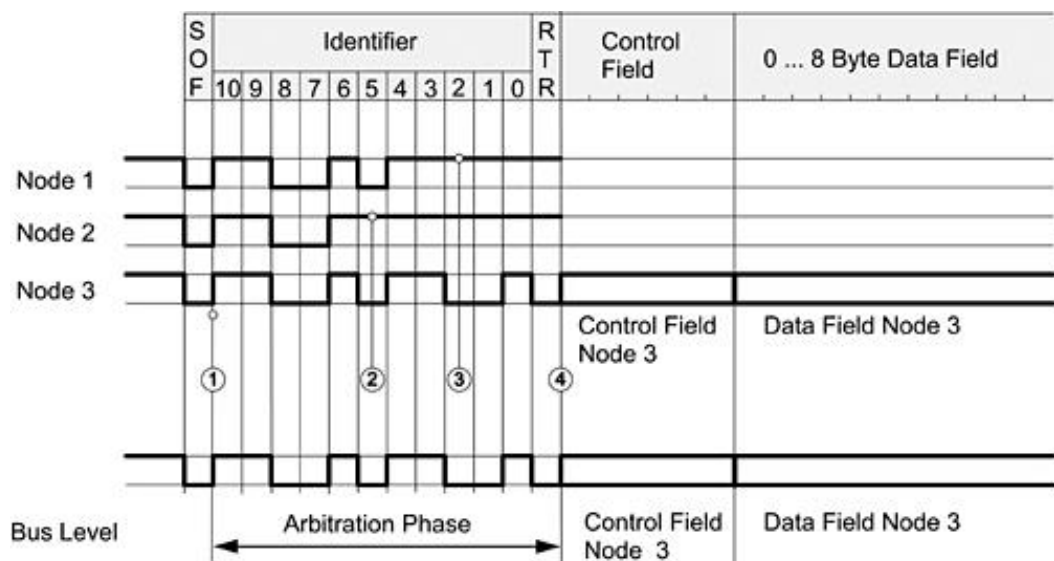 SOF
Identifier
RTR
Control
Field
0 ... 8 Byte Data Field
10 9 8 7 6 5 4 3 2 1 0
Node 1
Node 2
Node 3
Control Field
Node 3
Data Field Node 3
1 2 3 4
Bus Level
Arbitration Phase
Control Field
Node 3
Data Field Node 3